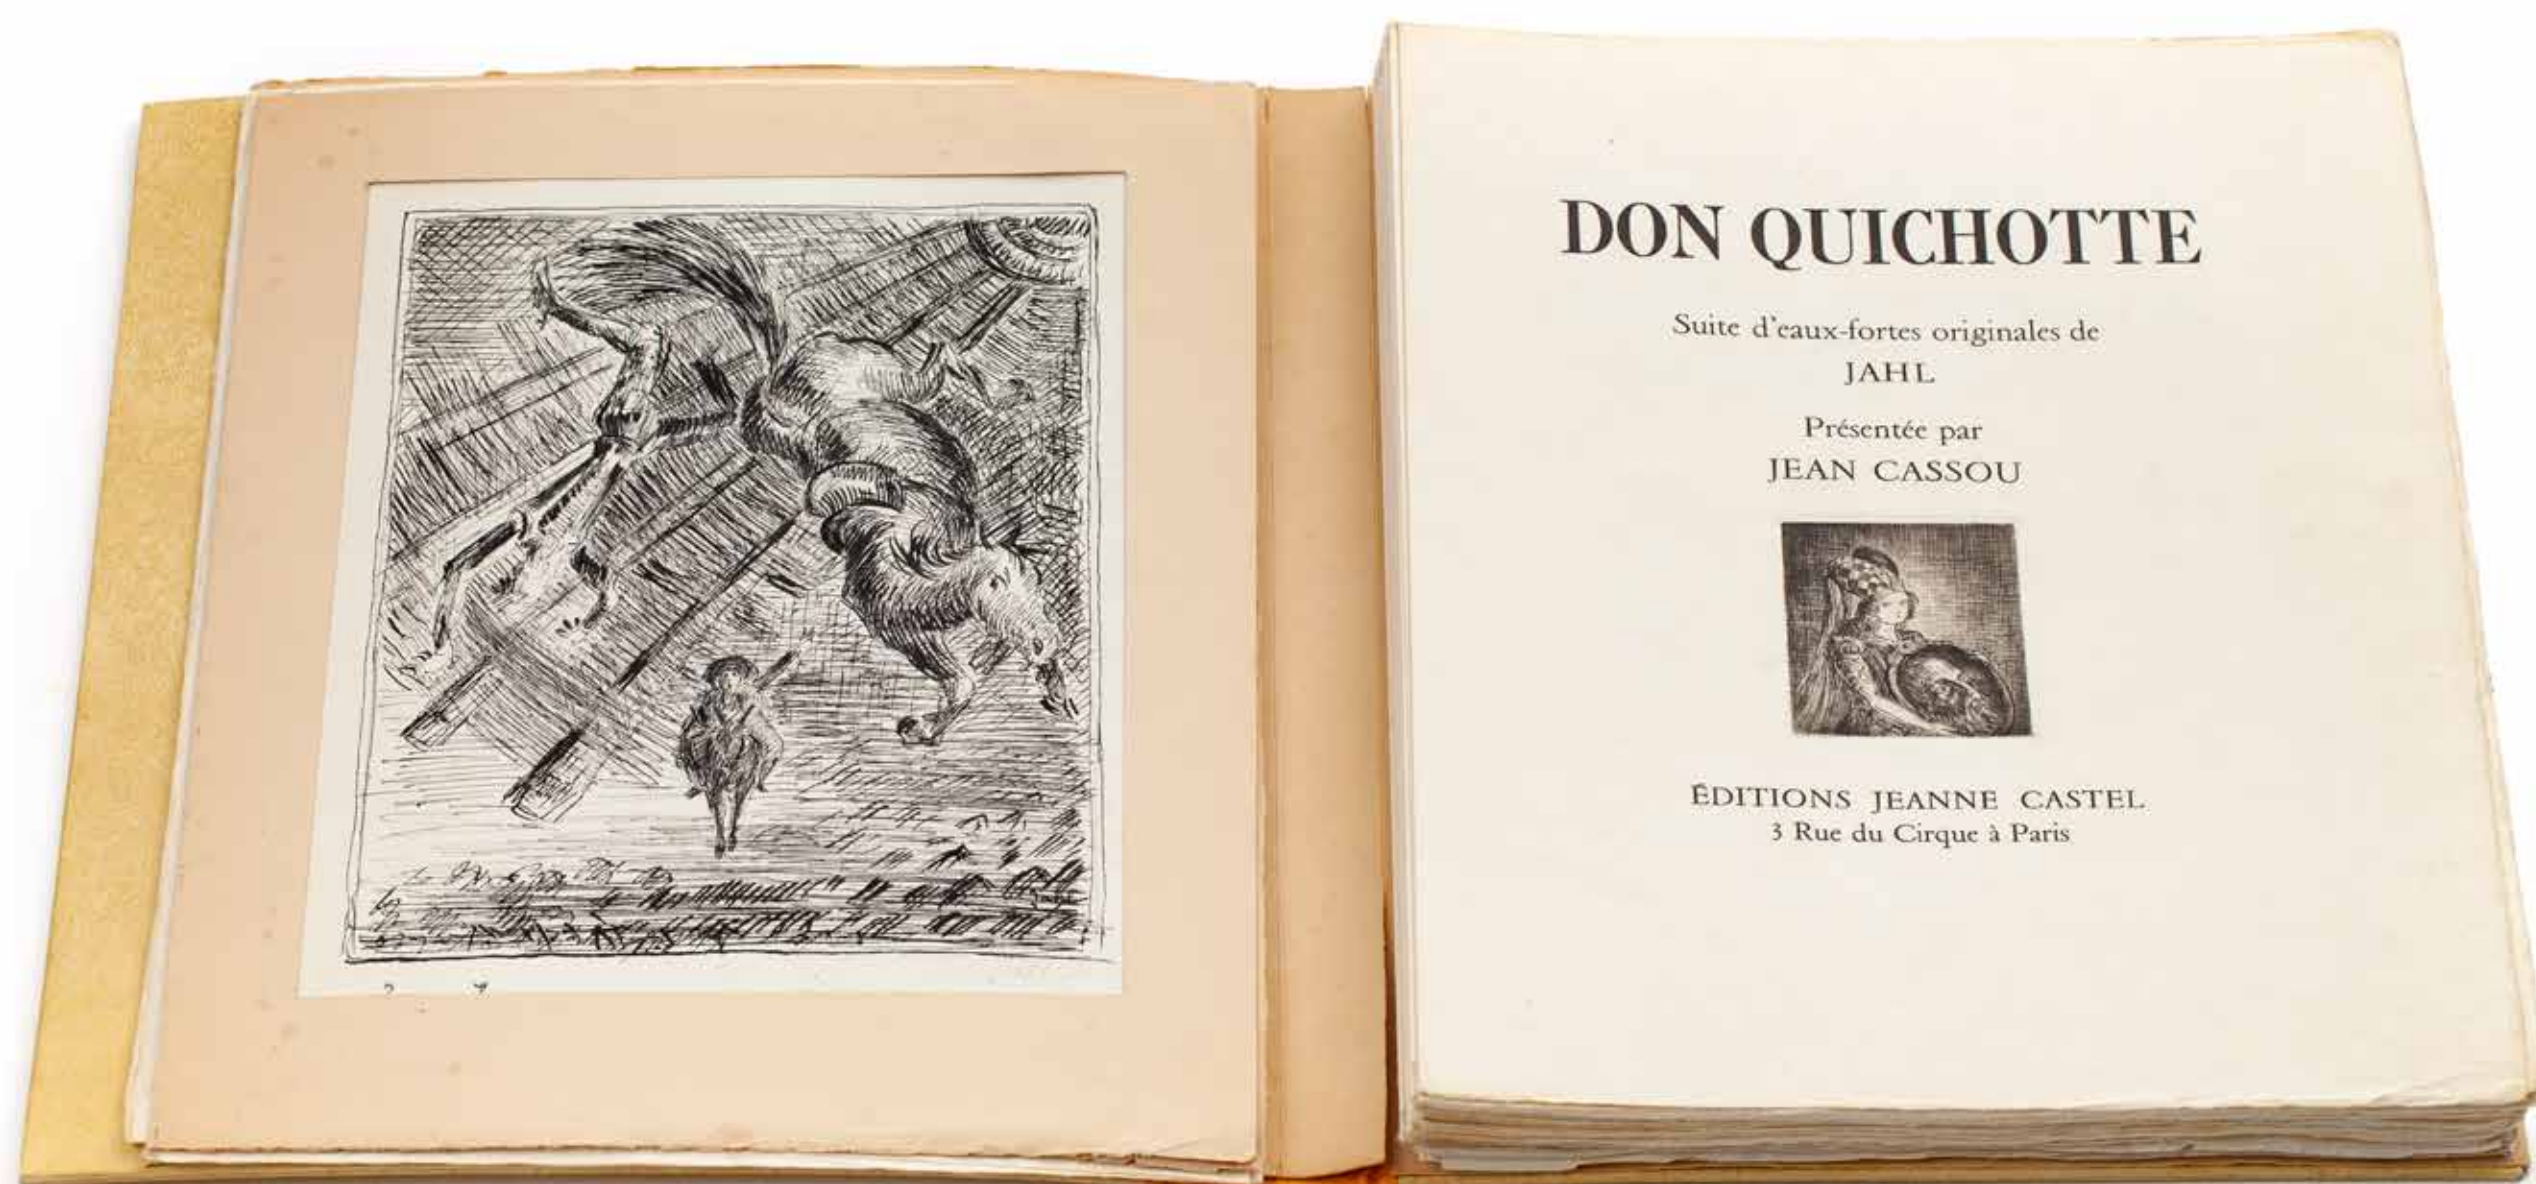 DON QUICHOTTE
Suite d'eaux-fortes originales de
JAHL
Présentée par
JEAN CASSOU
ÉDITIONS JEANNE CASTEL
3 Rue du Cirque à Paris